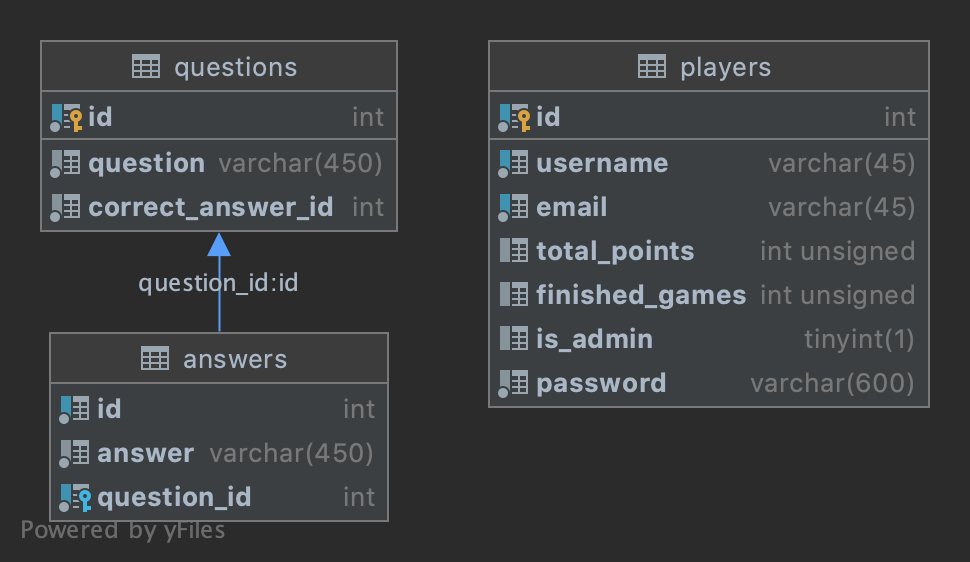 questions
id int
question varchar(450)
correct_answer_id int
question_id:id
answers
id int
answer varchar(450)
question_id int
players
id int
username varchar(45)
email varchar(45)
total_points int unsigned
finished_games int unsigned
is_admin tinyint(1)
password varchar(600)
Powered by yFiles